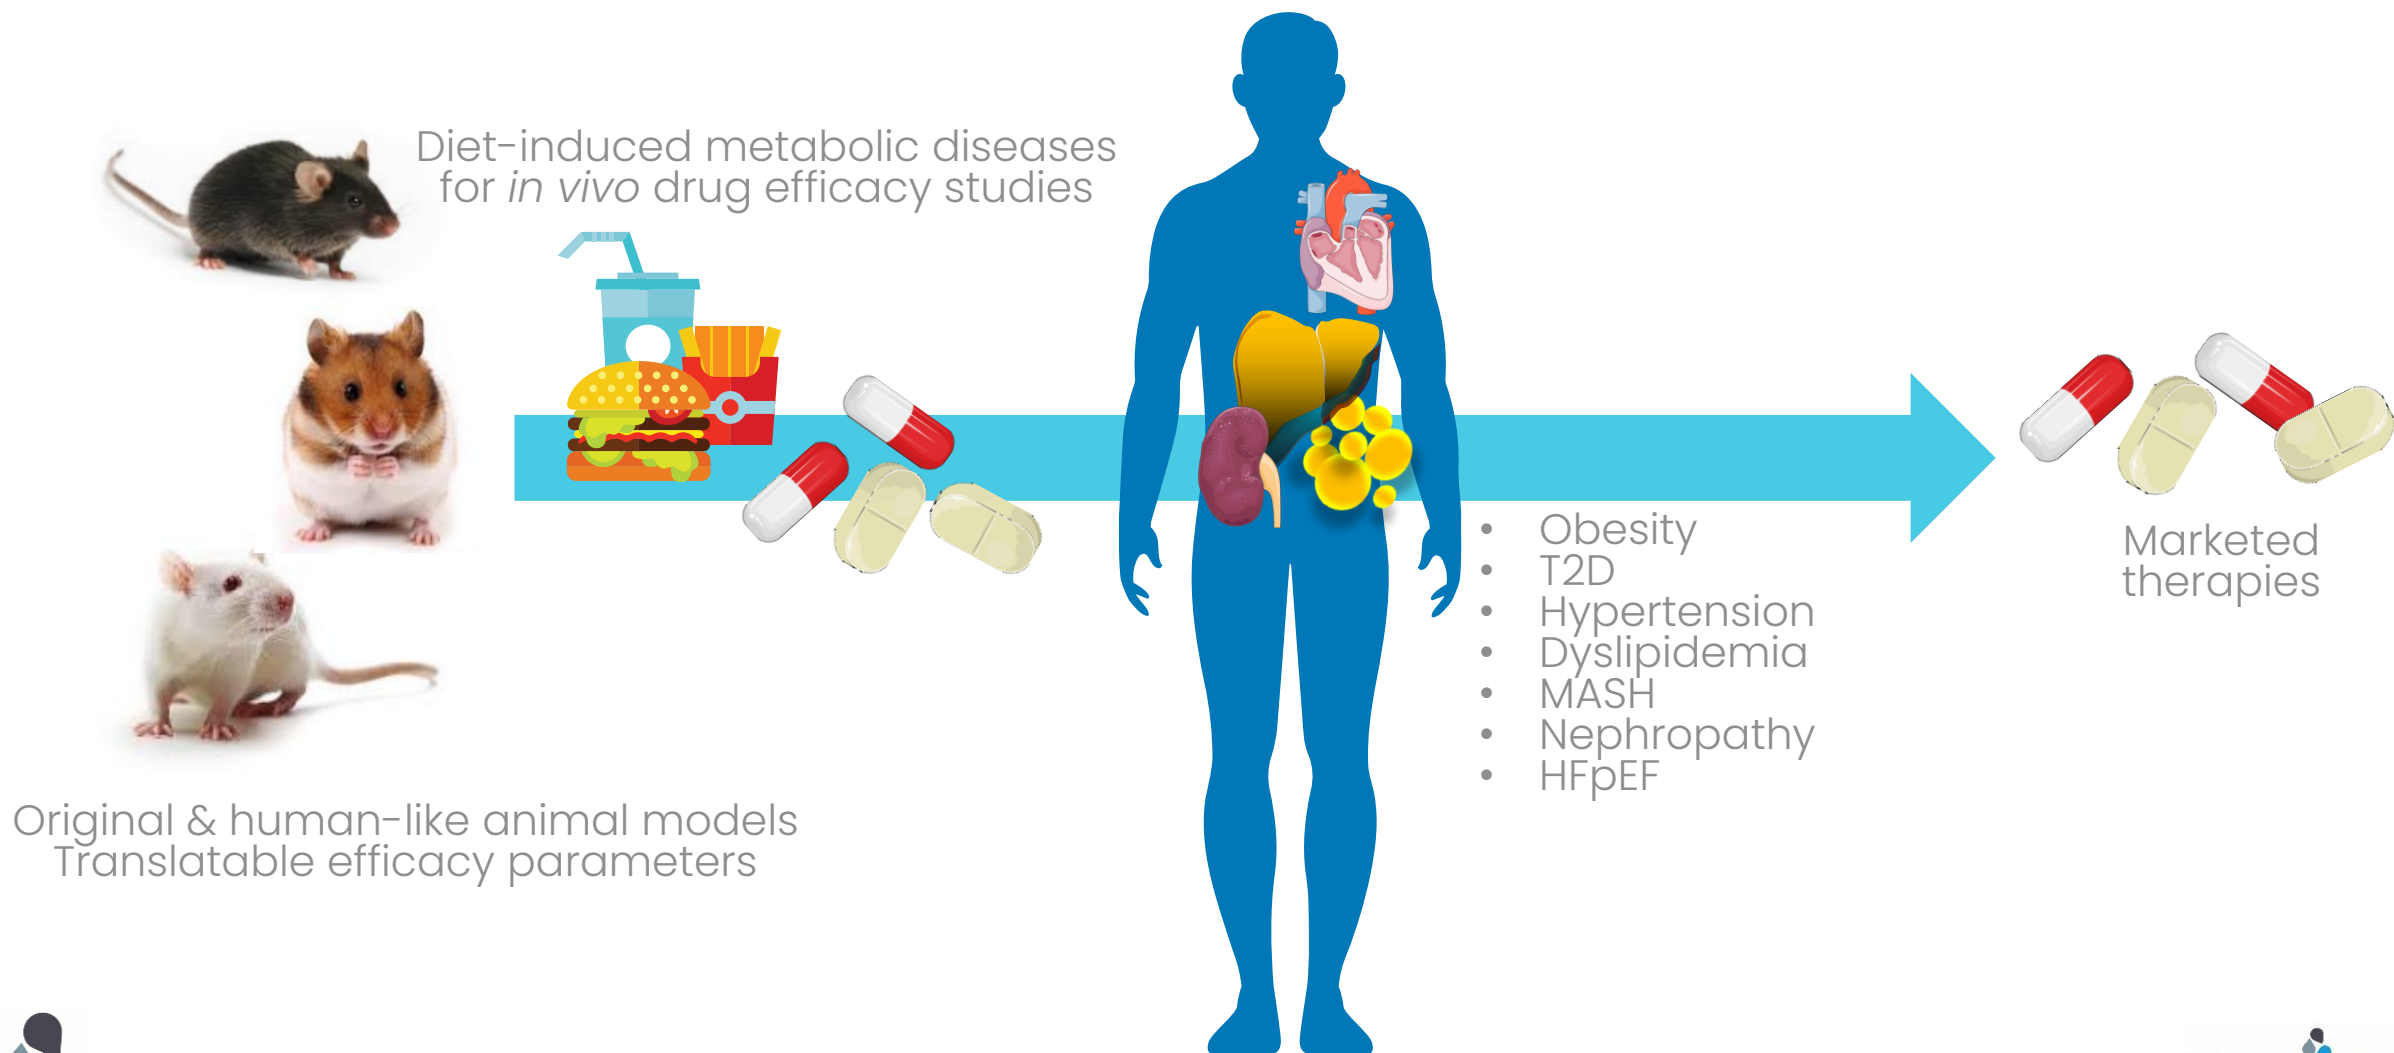 Diet-induced metabolic diseases
for in vivo drug efficacy studies
Original & human-like animal models
Translatable efficacy parameters
• Obesity
• T2D
• Hypertension
• Dyslipidemia
• MASH
• Nephropathy
• HFpEF
Marketed
therapies